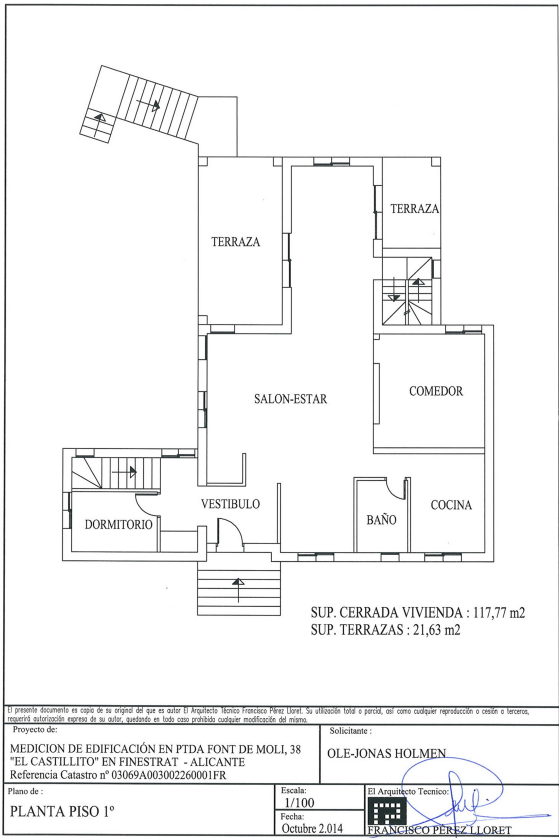 TERRAZA
TERRAZA
SALON-ESTAR
COMEDOR
VESTIBULO
DORMITORIO
BAÑO
COCINA
SUP. CERRADA VIVIENDA : 117,77 m2
SUP. TERRAZAS : 21,63 m2
El presente documento es copia de su original del que es autor El Arquitecto Técnico Francisco Pérez Lloret. Su utilización total o parcial, así como cualquier reproducción o cesión a terceros,
requerirá autorización expresa de su autor, quedando en todo caso prohibida cualquier modificación del mismo.
Proyecto de:
MEDICION DE EDIFICACIÓN EN PTDA FONT DE MOLI, 38
"EL CASTILLITO" EN FINESTRAT - ALICANTE
Referencia Catastro nº 03069A003002260001FR
Solicitante :
OLE-JONAS HOLMEN
Plano de :
PLANTA PISO 1º
Escala:
1/100
Fecha:
Octubre 2.014
El Arquitecto Tecnico:
FRANCISCO PÉREZ LLORET